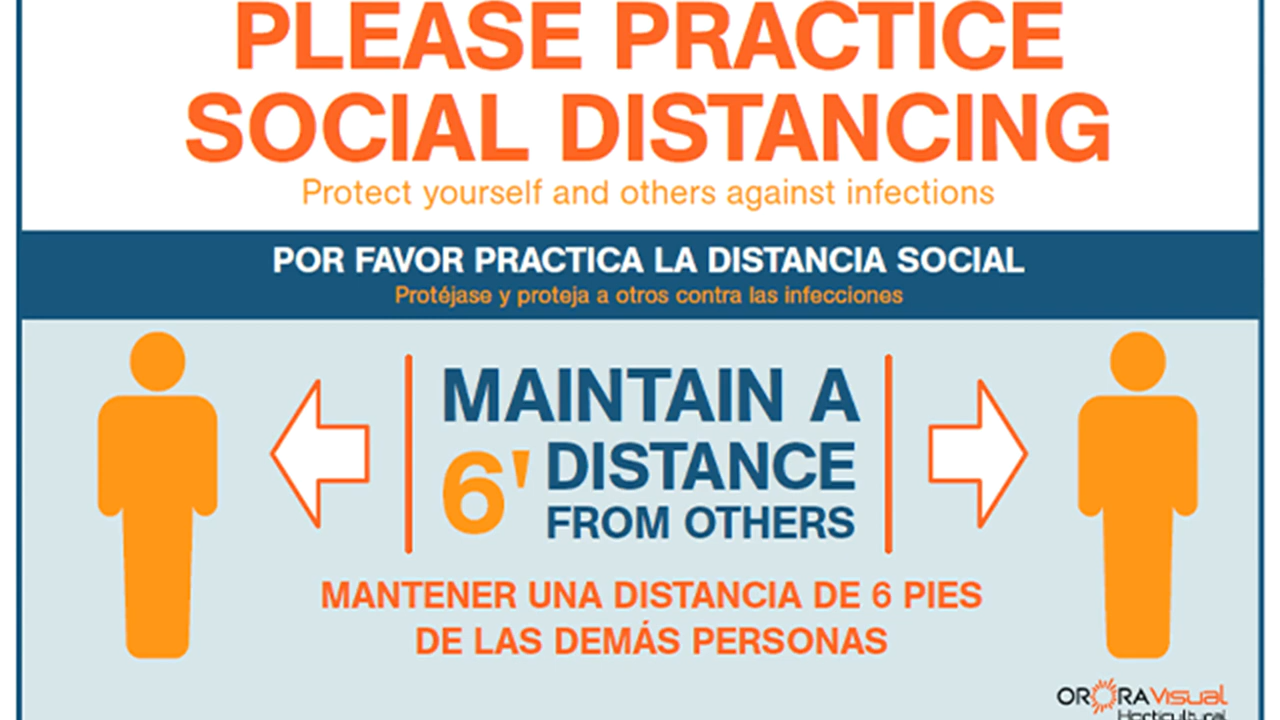 PLEASE PRACTICE
SOCIAL DISTANCING
Protect yourself and others against infections
POR FAVOR PRACTICA LA DISTANCIA SOCIAL
Protéjase y proteja a otros contra las infecciones
MAINTAIN A
6' DISTANCE
FROM OTHERS
MANTENER UNA DISTANCIA DE 6 PIES
DE LAS DEMÁS PERSONAS
ORORA VISUAL
Horticultural